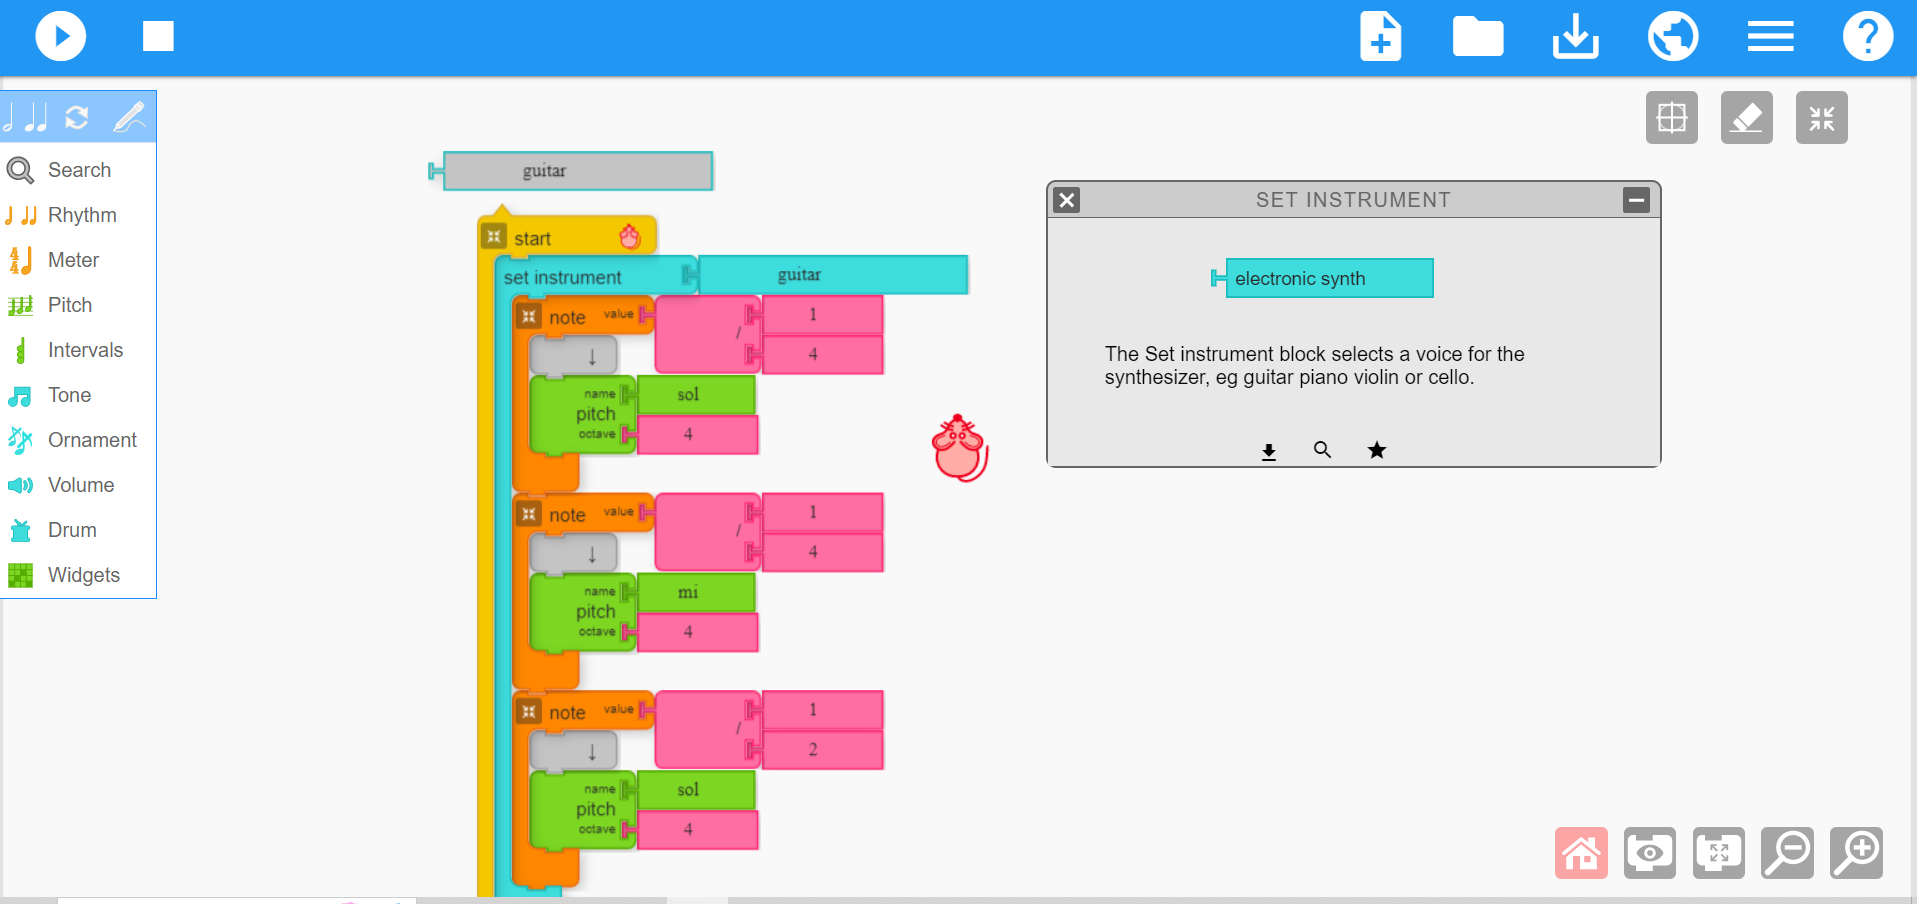 Search
Rhythm
Meter
Pitch
Intervals
Tone
Ornament
Volume
Drum
Widgets
guitar
start
set instrument guitar
note value / 1
4
↓
name sol
pitch
octave 4
note value / 1
4
↓
name mi
pitch
octave 4
note value / 1
2
↓
name sol
pitch
octave 4
SET INSTRUMENT
electronic synth
The Set instrument block selects a voice for the
synthesizer, eg guitar piano violin or cello.